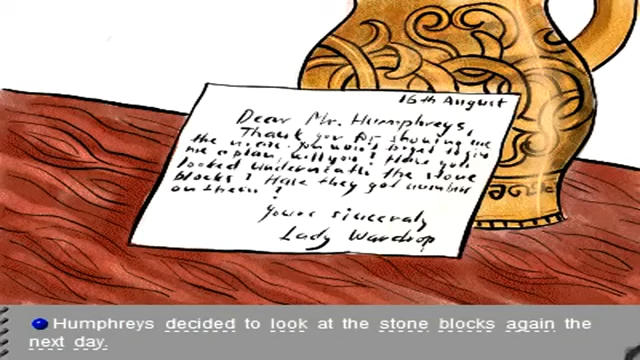 16th August
Dear Mr. Humphreys,
Thank you for showing me
the maze. You won't forget to give
me a plan, will you? Have you
looked underneath the stone
blocks? Have they got numbers
on them?
Yours sincerely
Lady Wardrop
Humphreys decided to look at the stone blocks again the
next day.